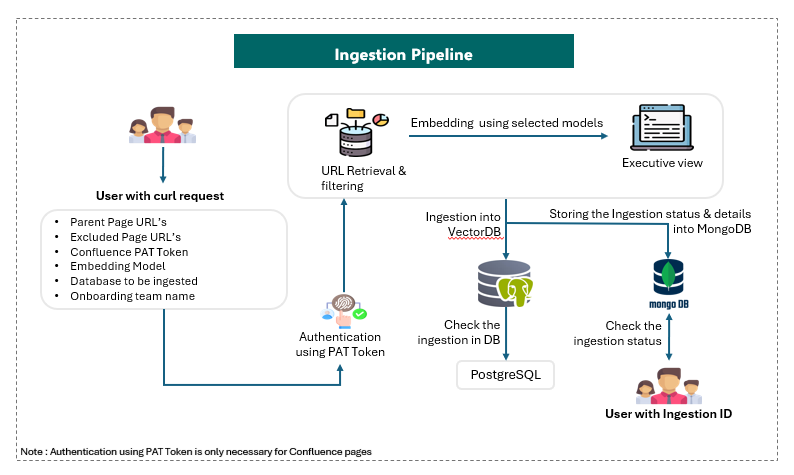 Ingestion Pipeline
User with curl request
• Parent Page URL's
• Excluded Page URL's
• Confluence PAT Token
• Embedding Model
• Database to be ingested
• Onboarding team name
Authentication
using PAT Token
URL Retrieval &
filtering
Embedding using selected models
>_
Executive view
Ingestion into
VectorDB
Storing the Ingestion status & details
into MongoDB
Check the
ingestion in DB
PostgreSQL
mongo DB
Check the
ingestion status
User with Ingestion ID
Note : Authentication using PAT Token is only necessary for Confluence pages